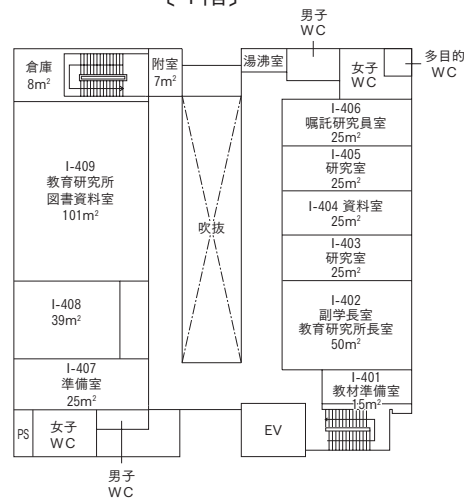 〔4階〕
男子
WC
倉庫
8m²
附室
7m²
湯沸室
女子
WC
多目的
WC
I-406
嘱託研究員室
25m²
I-405
研究室
25m²
I-409
教育研究所
図書資料室
101m²
I-404 資料室
25m²
吹抜
I-403
研究室
25m²
I-408
39m²
I-402
副学長室
教育研究所長室
50m²
I-407
準備室
25m²
I-401
教材準備室
15m²
PS
女子
WC
EV
男子
WC